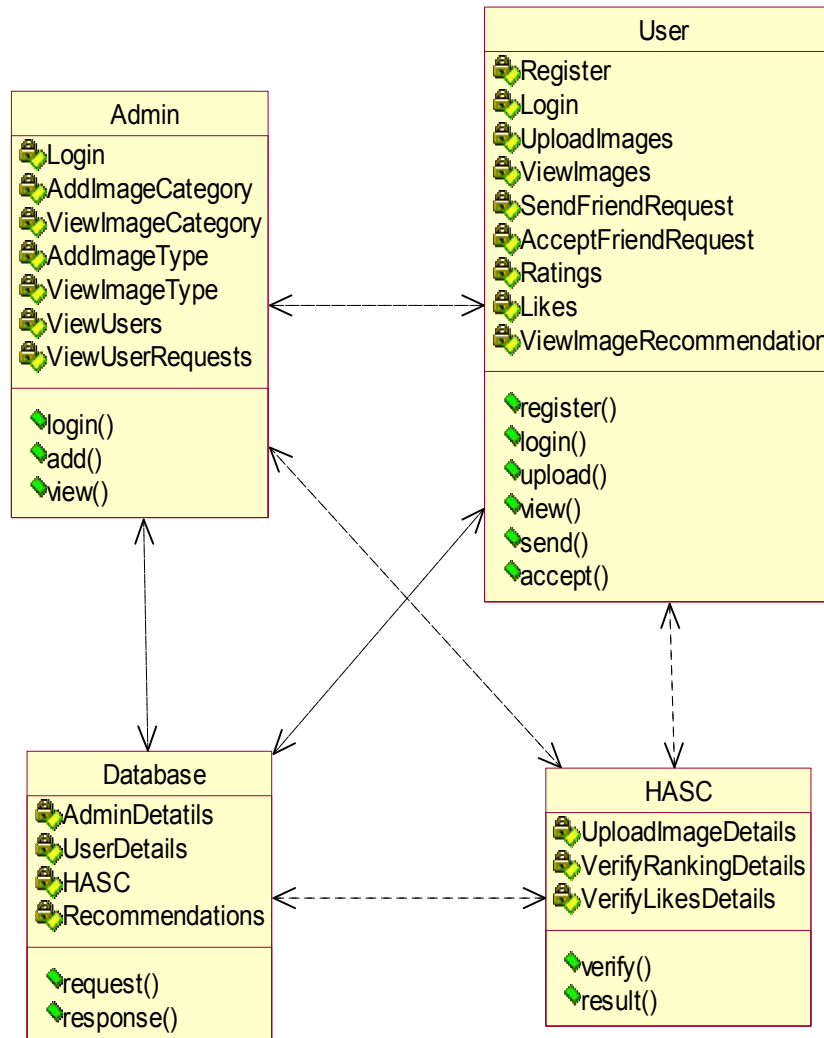 Admin
Login
AddImageCategory
ViewImageCategory
AddImageType
ViewImageType
ViewUsers
ViewUserRequests
login()
add()
view()
User
Register
Login
UploadImages
ViewImages
SendFriendRequest
AcceptFriendRequest
Ratings
Likes
ViewImageRecommendation
register()
login()
upload()
view()
send()
accept()
Database
AdminDetatils
UserDetails
HASC
Recommendations
request()
response()
HASC
UploadImageDetails
VerifyRankingDetails
VerifyLikesDetails
verify()
result()